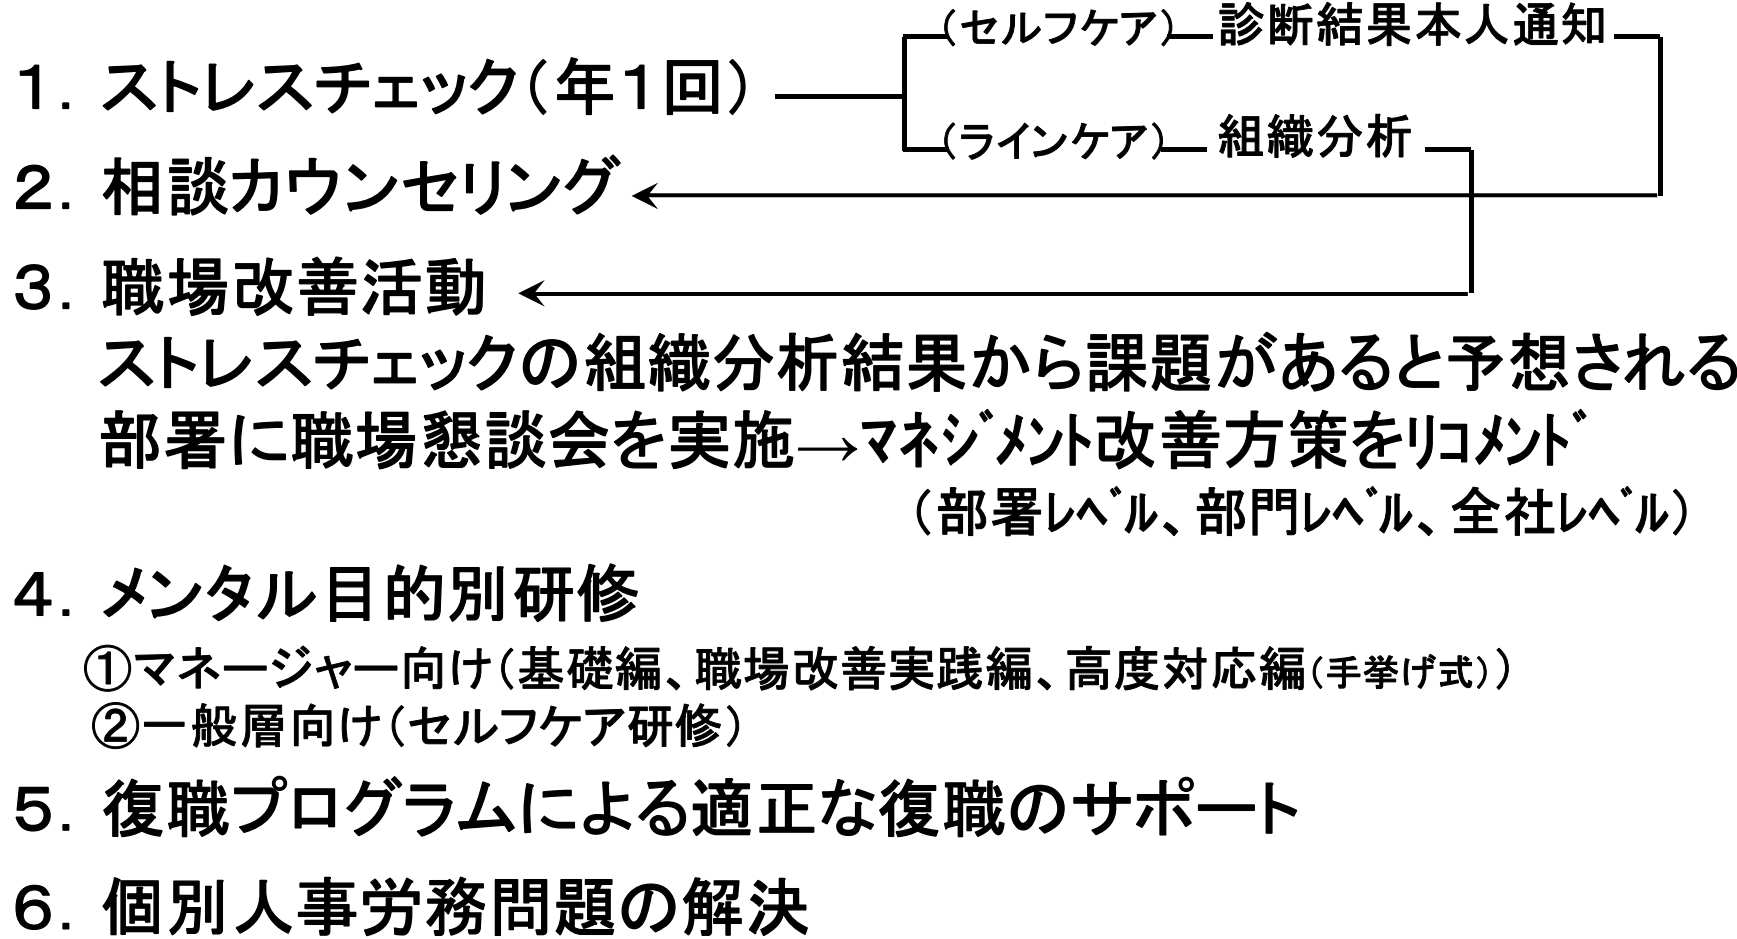 (セルフケア) 診断結果本人通知
１．ストレスチェック（年１回）
(ラインケア) 組織分析
２．相談カウンセリング
３．職場改善活動
ストレスチェックの組織分析結果から課題があると予想される
部署に職場懇談会を実施→ﾏﾈｼﾞﾒﾝﾄ改善方策をﾘｺﾒﾝﾄﾞ
（部署ﾚﾍﾞﾙ、部門ﾚﾍﾞﾙ、全社ﾚﾍﾞﾙ）
４．メンタル目的別研修
①マネージャー向け（基礎編、職場改善実践編、高度対応編(手挙げ式)）
②一般層向け（セルフケア研修）
５．復職プログラムによる適正な復職のサポート
６．個別人事労務問題の解決